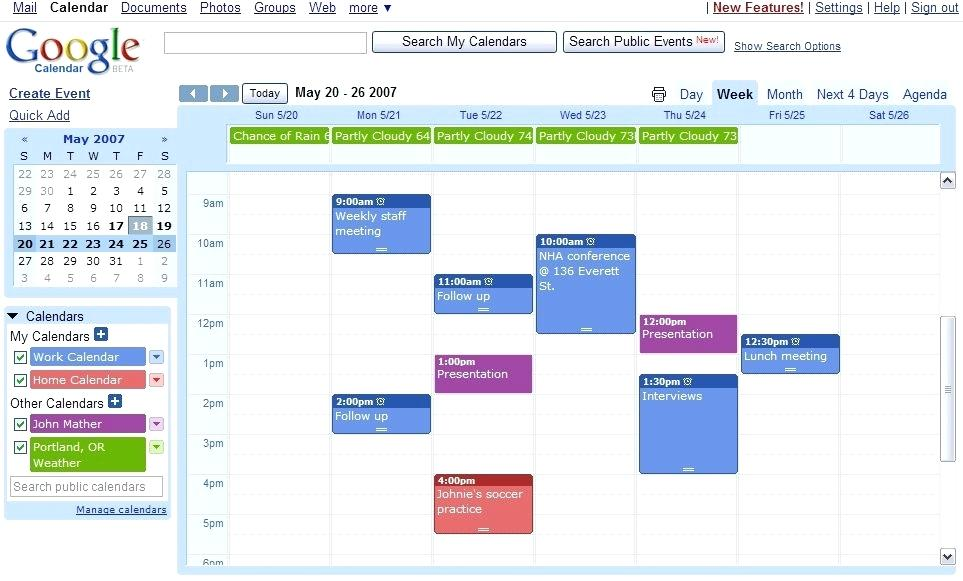 Mail Calendar Documents Photos Groups Web more ▼ | New Features! | Settings | Help | Sign out
Google
Calendar BETA
Search My Calendars Search Public Events New! Show Search Options
Create Event
Quick Add
Today May 20 - 26 2007 Day Week Month Next 4 Days Agenda
« May 2007 »
S M T W T F S
22 23 24 25 26 27 28
29 30 1 2 3 4 5
6 7 8 9 10 11 12
13 14 15 16 17 18 19
20 21 22 23 24 25 26
27 28 29 30 31 1 2
3 4 5 6 7 8 9
Calendars
My Calendars
Work Calendar
Home Calendar
Other Calendars
John Mather
Portland, OR
Weather
Search public calendars
Manage calendars
Sun 5/20 Mon 5/21 Tue 5/22 Wed 5/23 Thu 5/24 Fri 5/25 Sat 5/26
Chance of Rain 6 Partly Cloudy 64 Partly Cloudy 74 Partly Cloudy 73 Partly Cloudy 73
9am
10am
11am
12pm
1pm
2pm
3pm
4pm
5pm
6pm
9:00am
Weekly staff
meeting
2:00pm
Follow up
11:00am
Follow up
1:00pm
Presentation
4:00pm
Johnie's soccer
practice
10:00am
NHA conference
@ 136 Everett
St.
12:00pm
Presentation
1:30pm
Interviews
12:30pm
Lunch meeting